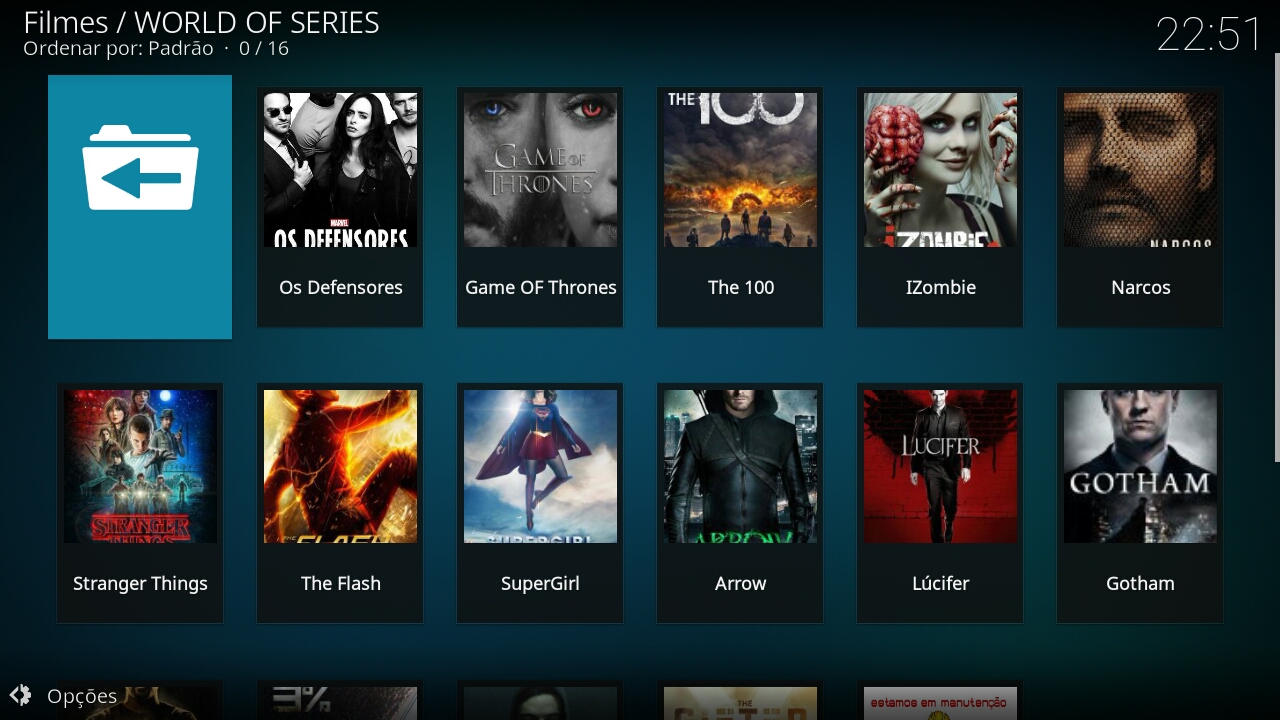 Filmes / WORLD OF SERIES
Ordenar por: Padrão · 0 / 16
22:51
MARVEL
OS DEFENSORES
GAME OF
THRONES
THE 100
IZOMBIE
NARCOS
Os Defensores
Game OF Thrones
The 100
IZombie
Narcos
STRANGER
THINGS
THE FLASH
SUPERGIRL
ARROW
LUCIFER
GOTHAM
Stranger Things
The Flash
SuperGirl
Arrow
Lúcifer
Gotham
3%
THE
estamos em manutenção
Opções